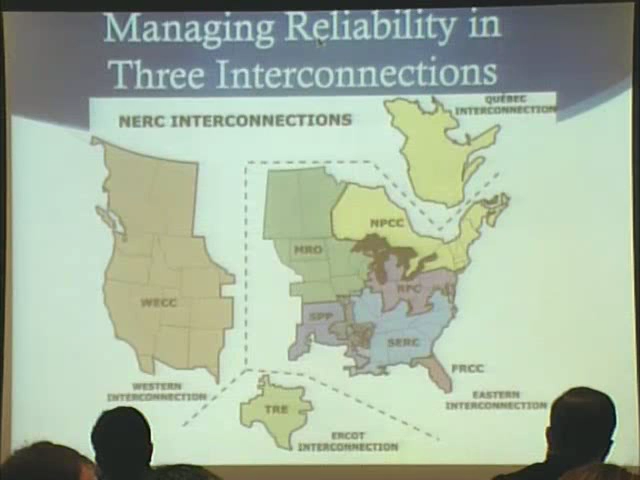 Managing Reliability in
Three Interconnections
NERC INTERCONNECTIONS
QUÉBEC
INTERCONNECTION
NPCC
MRO
RFC
WECC
SPP
SERC
FRCC
WESTERN
INTERCONNECTION
EASTERN
INTERCONNECTION
TRE
ERCOT
INTERCONNECTION